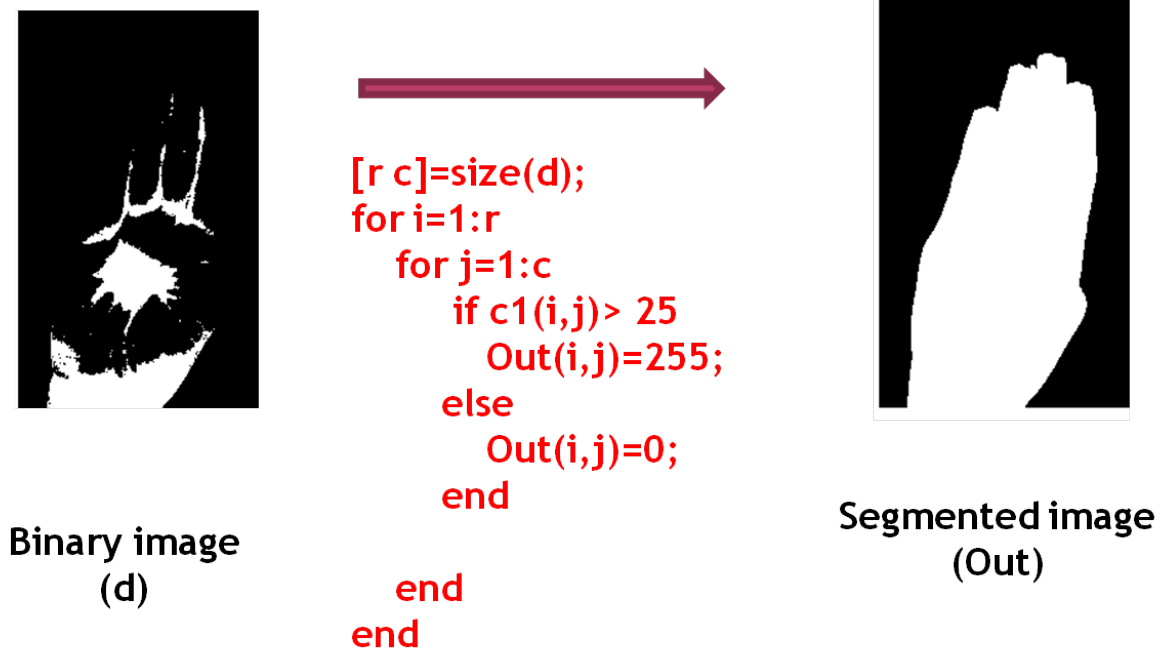 [r c]=size(d);
for i=1:r
for j=1:c
if c1(i,j)> 25
Out(i,j)=255;
else
Out(i,j)=0;
end
end
end
Binary image
(d)
Segmented image
(Out)